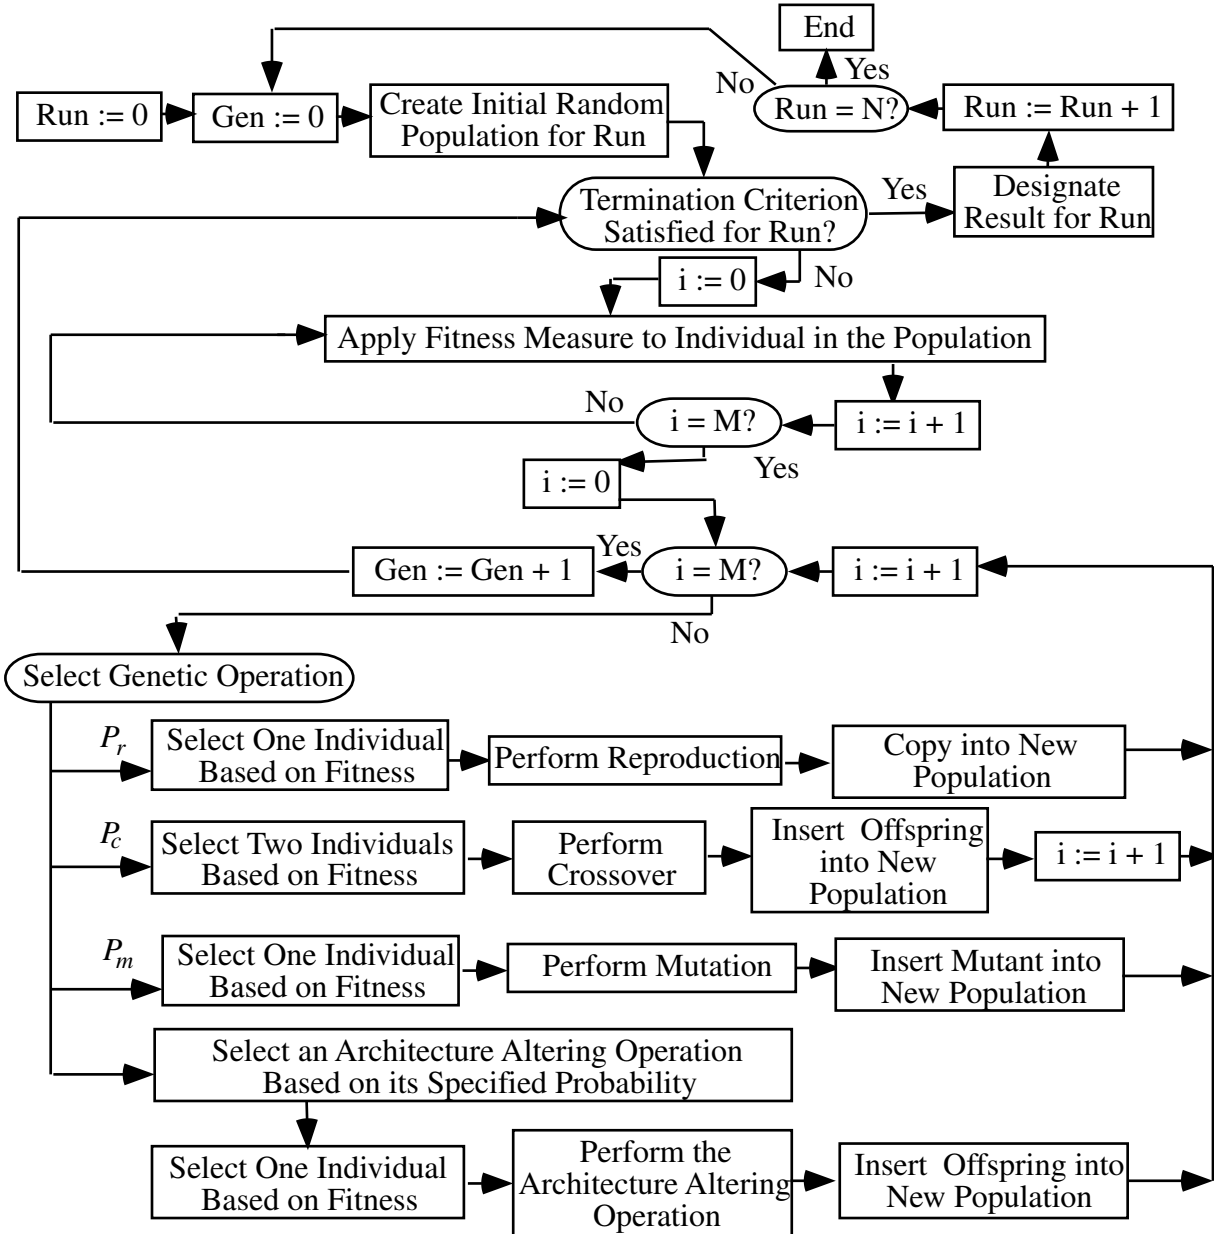 End
No
Yes
Run := 0
Gen := 0
Create Initial Random
Population for Run
Run = N?
Run := Run + 1
Termination Criterion
Satisfied for Run?
Yes
Designate
Result for Run
i := 0
No
Apply Fitness Measure to Individual in the Population
No
i = M?
i := i + 1
Yes
i := 0
Gen := Gen + 1
Yes
i = M?
i := i + 1
No
Select Genetic Operation
Pr
Select One Individual
Based on Fitness
Perform Reproduction
Copy into New
Population
Pc
Select Two Individuals
Based on Fitness
Perform
Crossover
Insert Offspring
into New
Population
i := i + 1
Pm
Select One Individual
Based on Fitness
Perform Mutation
Insert Mutant into
New Population
Select an Architecture Altering Operation
Based on its Specified Probability
Select One Individual
Based on Fitness
Perform the
Architecture Altering
Operation
Insert Offspring into
New Population